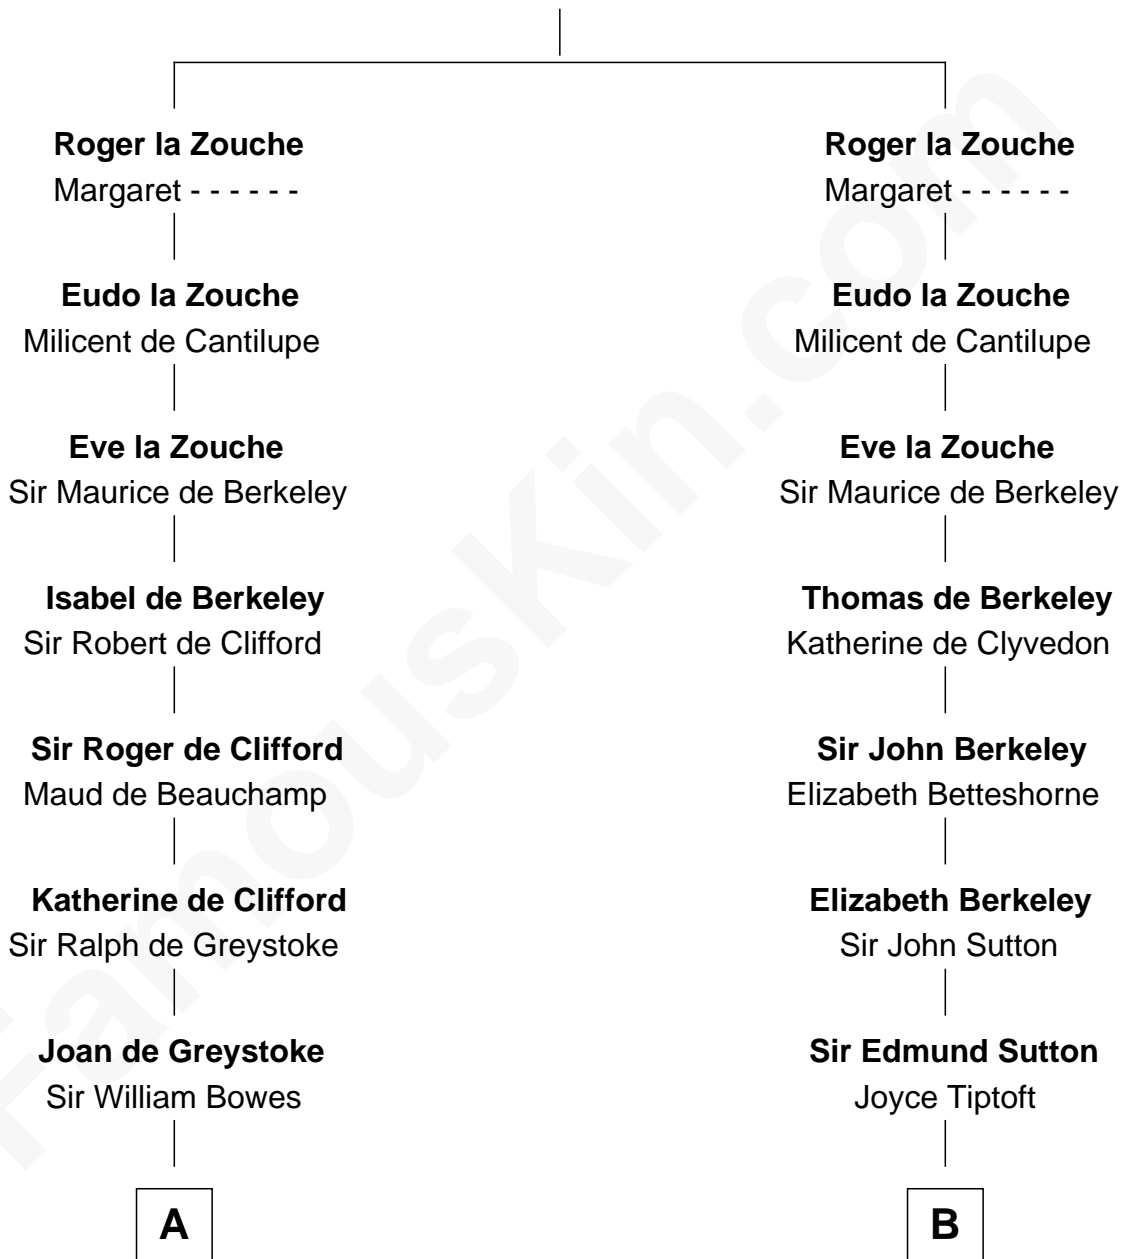 Roger la Zouche
Margaret - - - - - -
Eudo la Zouche
Milicent de Cantilupe
Eve la Zouche
Sir Maurice de Berkeley
Isabel de Berkeley
Sir Robert de Clifford
Sir Roger de Clifford
Maud de Beauchamp
Katherine de Clifford
Sir Ralph de Greystoke
Joan de Greystoke
Sir William Bowes
A
Roger la Zouche
Margaret - - - - - -
Eudo la Zouche
Milicent de Cantilupe
Eve la Zouche
Sir Maurice de Berkeley
Thomas de Berkeley
Katherine de Clyvedon
Sir John Berkeley
Elizabeth Betteshorne
Elizabeth Berkeley
Sir John Sutton
Sir Edmund Sutton
Joyce Tiptoft
B
FamousKin.com